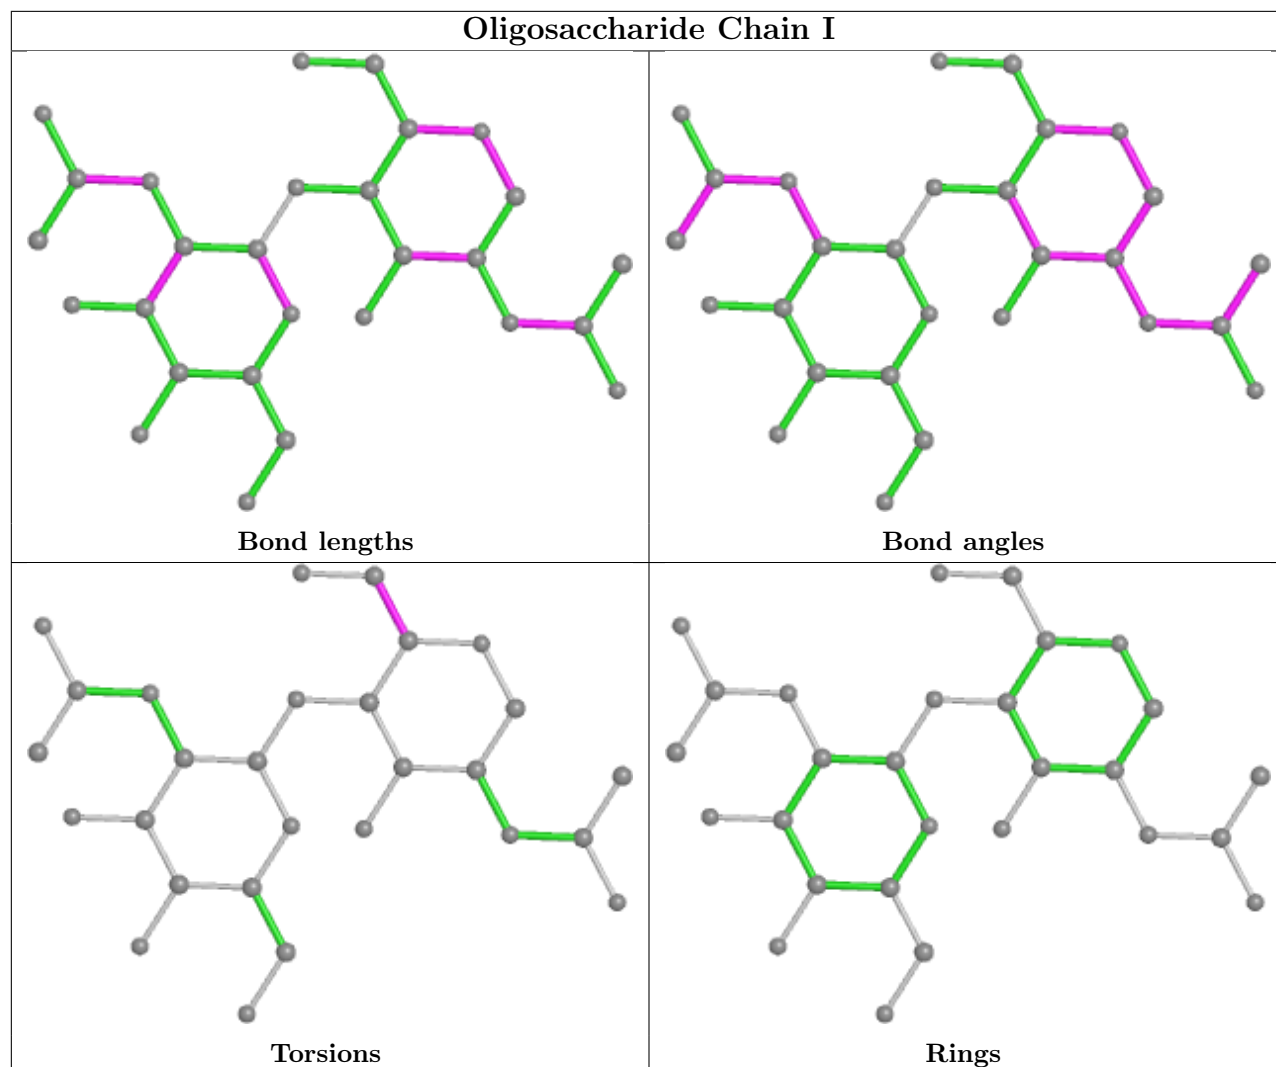 Oligosaccharide Chain I
Bond lengths
Bond angles
Torsions
Rings